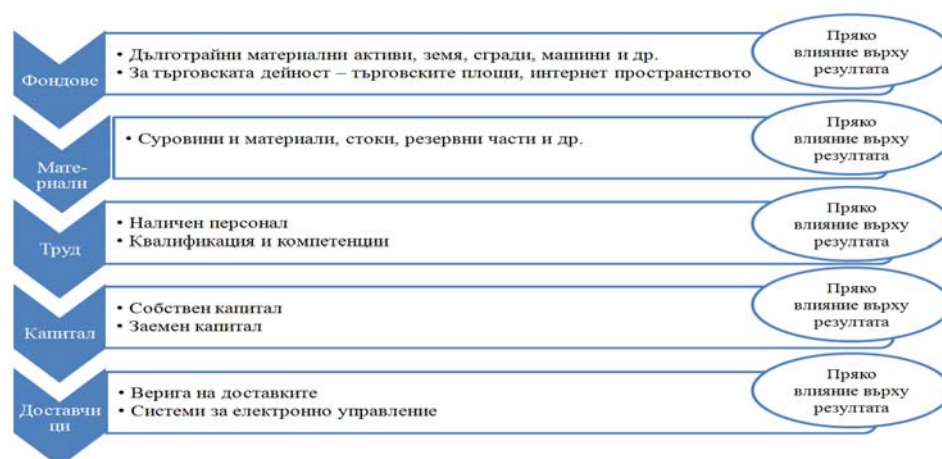 Фондове
• Дълготрайни материални активи, земя, сгради, машини и др.
• За търговската дейност – търговските площи, интернет пространството
Пряко
влияние върху
резултата
Мате-
риали
• Суровини и материали, стоки, резервни части и др.
Пряко
влияние върху
резултата
Труд
• Наличен персонал
• Квалификация и компетенции
Пряко
влияние върху
резултата
Капитал
• Собствен капитал
• Заемен капитал
Пряко
влияние върху
резултата
Доставчи
ци
• Верига на доставките
• Системи за електронно управление
Пряко
влияние върху
резултата